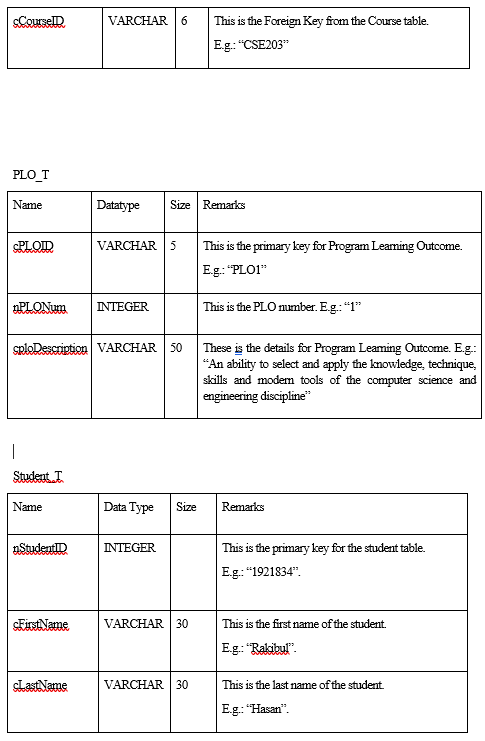 cCourseID VARCHAR 6 This is the Foreign Key from the Course table.
E.g.: “CSE203”
PLO_T
Name Datatype Size Remarks
cPLOID VARCHAR 5 This is the primary key for Program Learning Outcome.
E.g.: “PLO1”
nPLONum INTEGER This is the PLO number. E.g.: “1”
cploDescription VARCHAR 50 These is the details for Program Learning Outcome. E.g.:
“An ability to select and apply the knowledge, technique,
skills and modern tools of the computer science and
engineering discipline”
Student_T
Name Data Type Size Remarks
nStudentID INTEGER This is the primary key for the student table.
E.g.: “1921834”.
cFirstName VARCHAR 30 This is the first name of the student.
E.g.: “Rakibul”.
cLastName VARCHAR 30 This is the last name of the student.
E.g.: “Hasan”.